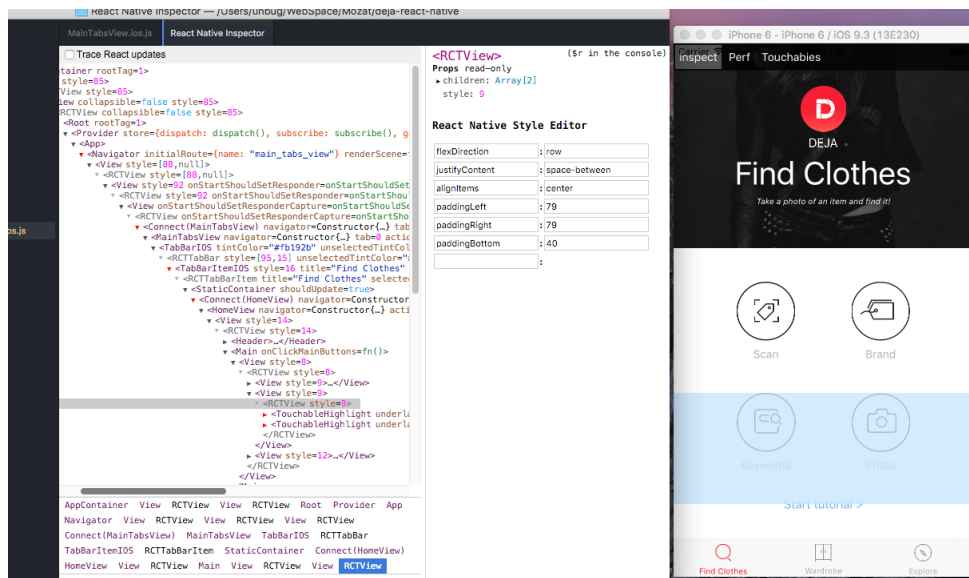 React Native Inspector — /Users/unbug/WebSpace/Mozat/deja-react-native
MainTabsView.ios.js
React Native Inspector
ios.js
Trace React updates
ntainer rootTag=1>
style=85>
View style=85>
iew collapsible=false style=85>
RCTView collapsible=false style=85>
<Root rootTag=1>
▾ <Provider store={dispatch: dispatch(), subscribe: subscribe(), g
▾ <App>
▾ <Navigator initialRoute={name: "main_tabs_view"} renderScene=
▾ <View style=[88,null]>
▾ <RCTView style=[88,null]>
▾ <View style=92 onStartShouldSetResponder=onStartShouldSet
▾ <RCTView style=92 onStartShouldSetResponder=onStartShould
▾ <View onStartShouldSetResponderCapture=onStartShouldSet
▾ <RCTView onStartShouldSetResponderCapture=onStartSho
▾ <Connect(MainTabsView) navigator=Constructor{…} tab
▾ <MainTabsView navigator=Constructor{…} tab=0 actio
▾ <TabBarIOS tintColor="#fb192b" unselectedTintCol
▾ <RCTTabBar style=[95,15] unselectedTintColor="
▾ <TabBarItemIOS style=16 title="Find Clothes"
▾ <RCTTabBarItem title="Find Clothes" selected
▾ <StaticContainer shouldUpdate=true>
▾ <Connect(HomeView) navigator=Constructor
▾ <HomeView navigator=Constructor{…} acti
▾ <View style=14>
▾ <RCTView style=14>
▸ <Header>…</Header>
▾ <Main onClickMainButtons=fn()>
▾ <View style=8>
▾ <RCTView style=8>
▸ <View style=9>…</View>
▾ <View style=9>
▾ <RCTView style=9>
▸ <TouchableHighlight underla
▸ <TouchableHighlight underla
</RCTView>
</View>
▸ <View style=12>…</View>
</RCTView>
</View>
AppContainer View RCTView View RCTView Root Provider App
Navigator View RCTView View RCTView View RCTView
Connect(MainTabsView) MainTabsView TabBarIOS RCTTabBar
TabBarItemIOS RCTTabBarItem StaticContainer Connect(HomeView)
HomeView View RCTView Main View RCTView View RCTView
<RCTView>
($r in the console)
Props read-only
▸ children: Array[2]
style: 9
React Native Style Editor
flexDirection : row
justifyContent : space-between
alignItems : center
paddingLeft : 79
paddingRight : 79
paddingBottom : 40
:
iPhone 6 - iPhone 6 / iOS 9.3 (13E230)
Carrier
Inspect Perf Touchables
D
DEJA
Find Clothes
Take a photo of an item and find it!
Scan
Brand
Keywords
Photo
Start tutorial >
Find Clothes
Wardrobe
Explore